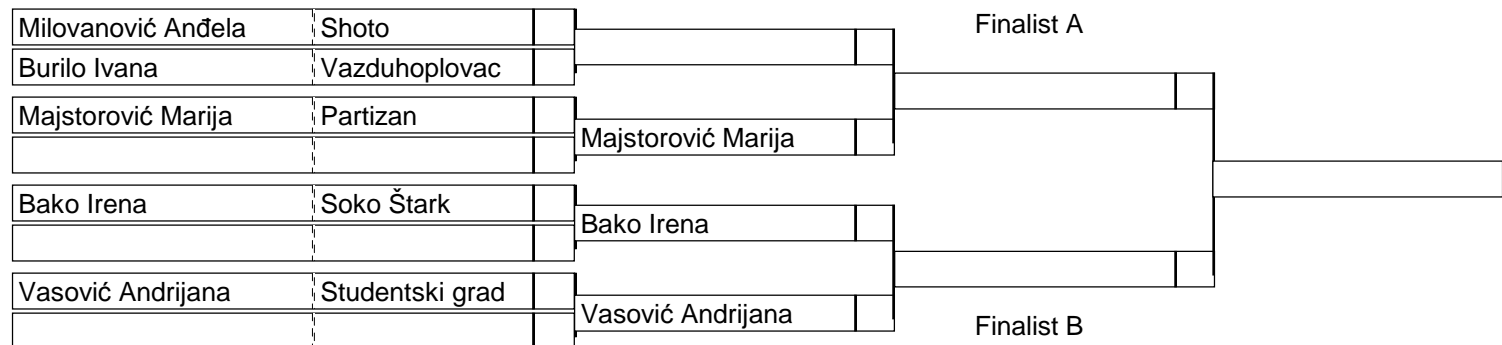 Milovanović Anđela Shoto
Burilo Ivana Vazduhoplovac
Majstorović Marija Partizan
Bako Irena Soko Štark
Vasović Andrijana Studentski grad
Majstorović Marija
Bako Irena
Vasović Andrijana
Finalist A
Finalist B